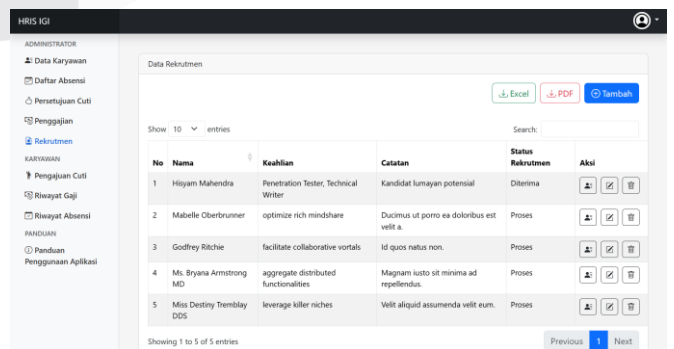 HRIS IGI
ADMINISTRATOR
Data Karyawan
Daftar Absensi
Persetujuan Cuti
Penggajian
Rekrutmen
KARYAWAN
Pengajuan Cuti
Riwayat Gaji
Riwayat Absensi
PANDUAN
Panduan
Penggunaan Aplikasi
Data Rekrutmen
Excel PDF Tambah
Show 10 entries Search:
No Nama Keahlian Catatan Status Rekrutmen Aksi
1 Hisyam Mahendra Penetration Tester, Technical Writer Kandidat lumayan potensial Diterima
2 Mabelle Oberbrunner optimize rich mindshare Ducimus ut porro ea doloribus est velit a. Proses
3 Godfrey Ritchie facilitate collaborative vortals Id quos natus non. Proses
4 Ms. Bryana Armstrong MD aggregate distributed functionalities Magnam iusto sit minima ad repellendus. Proses
5 Miss Destiny Tremblay DDS leverage killer niches Velit aliquid assumenda velit eum. Proses
Showing 1 to 5 of 5 entries Previous 1 Next